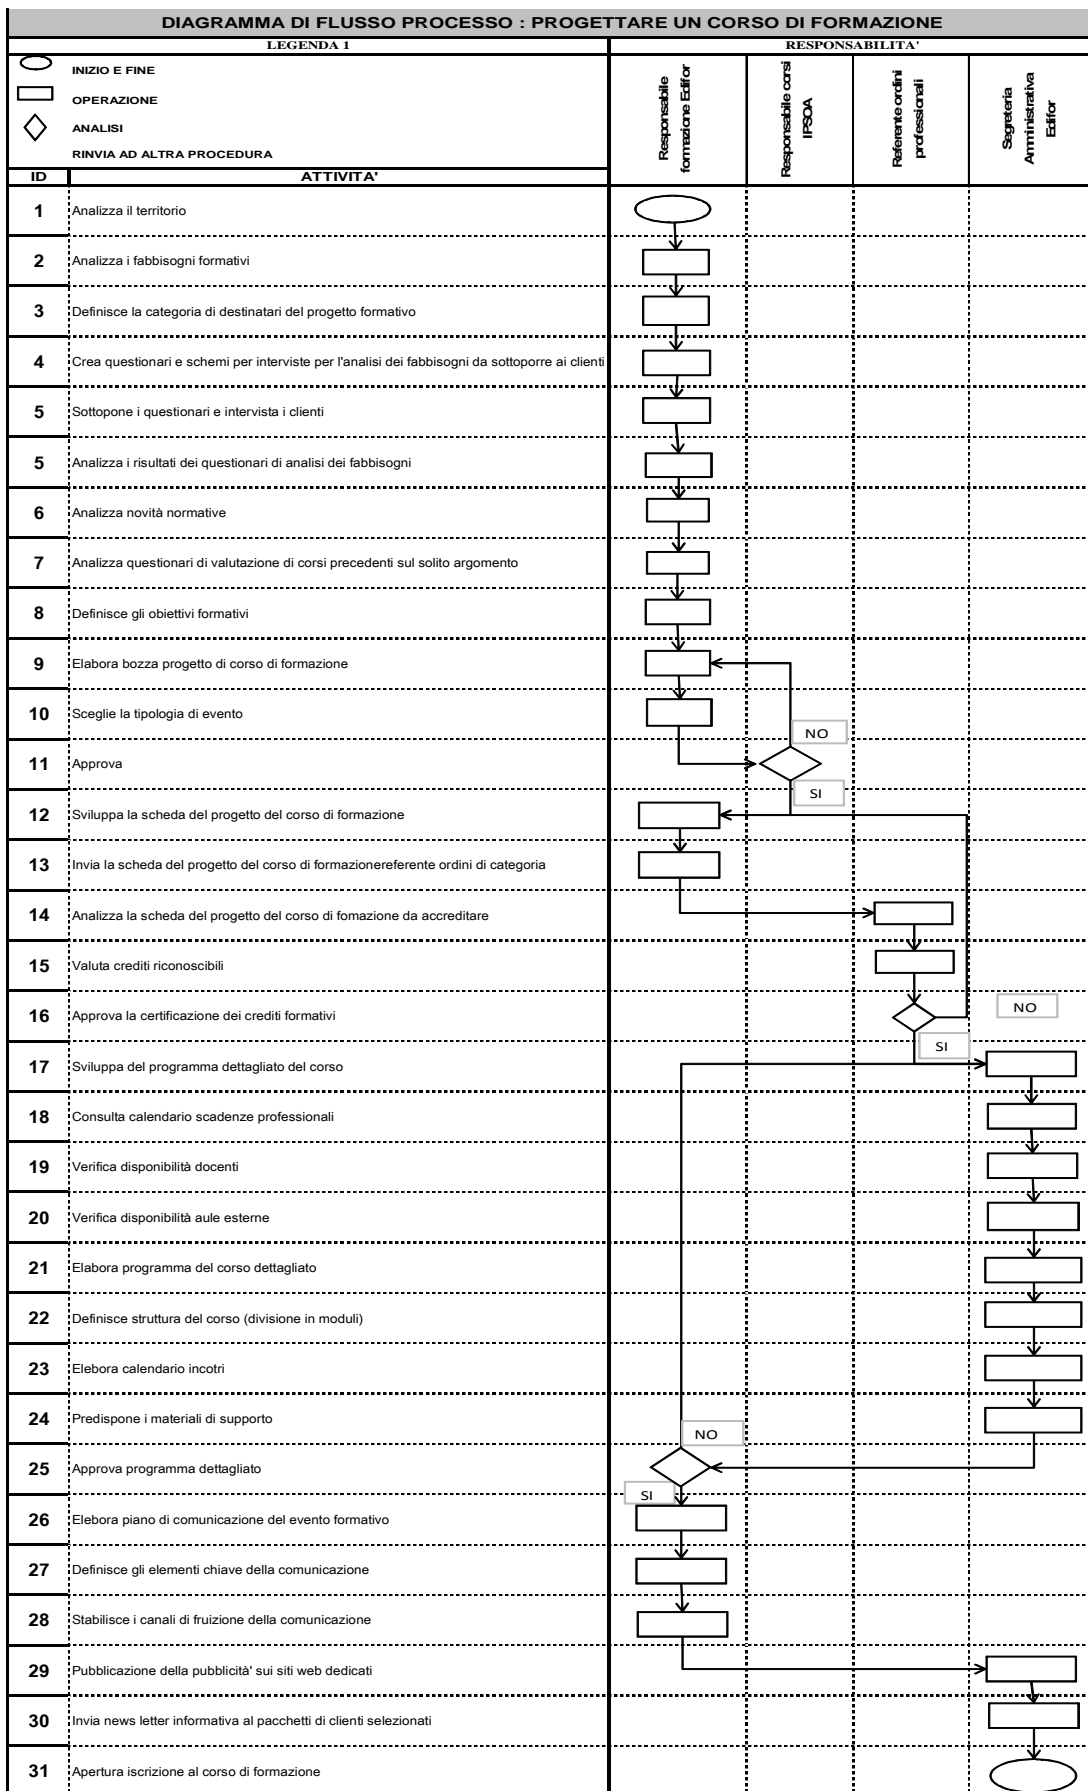 DIAGRAMMA DI FLUSSO PROCESSO : PROGETTARE UN CORSO DI FORMAZIONE
LEGENDA 1
RESPONSABILITA'
INIZIO E FINE
OPERAZIONE
ANALISI
RINVIA AD ALTRA PROCEDURA
Responsabile
formazione Edifor
Responsabile corsi
IPSOA
Referente ordini
professionali
Segreteria
Amministrativa
Edifor
ID ATTIVITA'
1 Analizza il territorio
2 Analizza i fabbisogni formativi
3 Definisce la categoria di destinatari del progetto formativo
4 Crea questionari e schemi per interviste per l'analisi dei fabbisogni da sottoporre ai clienti
5 Sottopone i questionari e intervista i clienti
5 Analizza i risultati dei questionari di analisi dei fabbisogni
6 Analizza novità normative
7 Analizza questionari di valutazione di corsi precedenti sul solito argomento
8 Definisce gli obiettivi formativi
9 Elabora bozza progetto di corso di formazione
10 Sceglie la tipologia di evento
NO
11 Approva
SI
12 Sviluppa la scheda del progetto del corso di formazione
13 Invia la scheda del progetto del corso di formazionereferente ordini di categoria
14 Analizza la scheda del progetto del corso di fomazione da accreditare
15 Valuta crediti riconoscibili
16 Approva la certificazione dei crediti formativi
NO
SI
17 Sviluppa del programma dettagliato del corso
18 Consulta calendario scadenze professionali
19 Verifica disponibilità docenti
20 Verifica disponibilità aule esterne
21 Elabora programma del corso dettagliato
22 Definisce struttura del corso (divisione in moduli)
23 Elebora calendario incotri
24 Predispone i materiali di supporto
NO
25 Approva programma dettagliato
SI
26 Elebora piano di comunicazione del evento formativo
27 Definisce gli elementi chiave della comunicazione
28 Stabilisce i canali di fruizione della comunicazione
29 Pubblicazione della pubblicità' sui siti web dedicati
30 Invia news letter informativa al pacchetti di clienti selezionati
31 Apertura iscrizione al corso di formazione